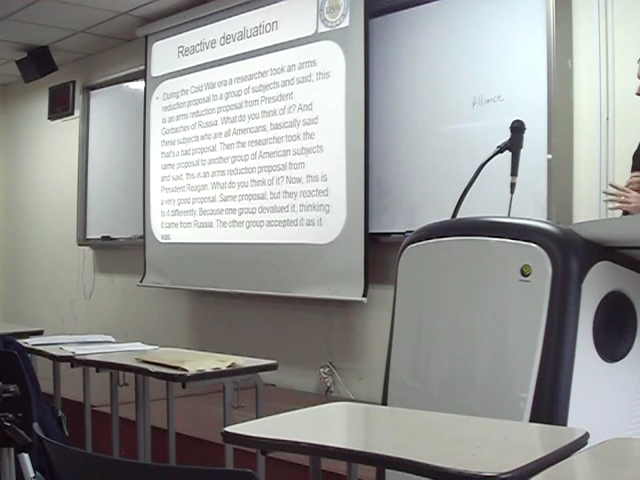 Reactive devaluation
• During the Cold War era a researcher took an arms
reduction proposal to a group of subjects and said, this
is an arms reduction proposal from President
Gorbachev of Russia. What do you think of it? And
these subjects who are all Americans, basically said
that's a bad proposal. Then the researcher took the
same proposal to another group of American subjects
and said, this is an arms reduction proposal from
President Reagan. What do you think of it? Now, this is
a very good proposal. Same proposal, but they reacted
to it differently. Because one group devalued it, thinking
it came from Russia. The other group accepted it as it
was.
Alliance